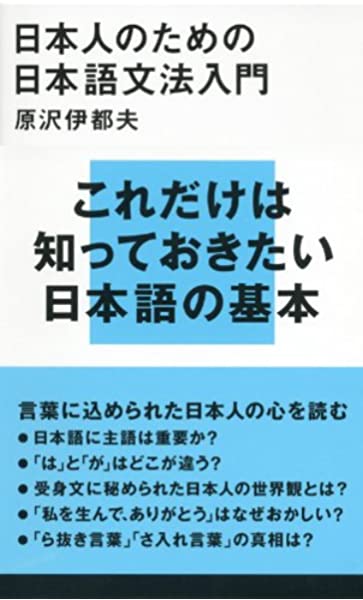 日本人のための
日本語文法入門
原沢伊都夫
これだけは
知っておきたい
日本語の基本
言葉に込められた日本人の心を読む
●日本語に主語は重要か?
●「は」と「が」はどこが違う?
●受身文に秘められた日本人の世界観とは?
●「私を生んで、ありがとう」はなぜおかしい?
●「ら抜き言葉」「さ入れ言葉」の真相は?